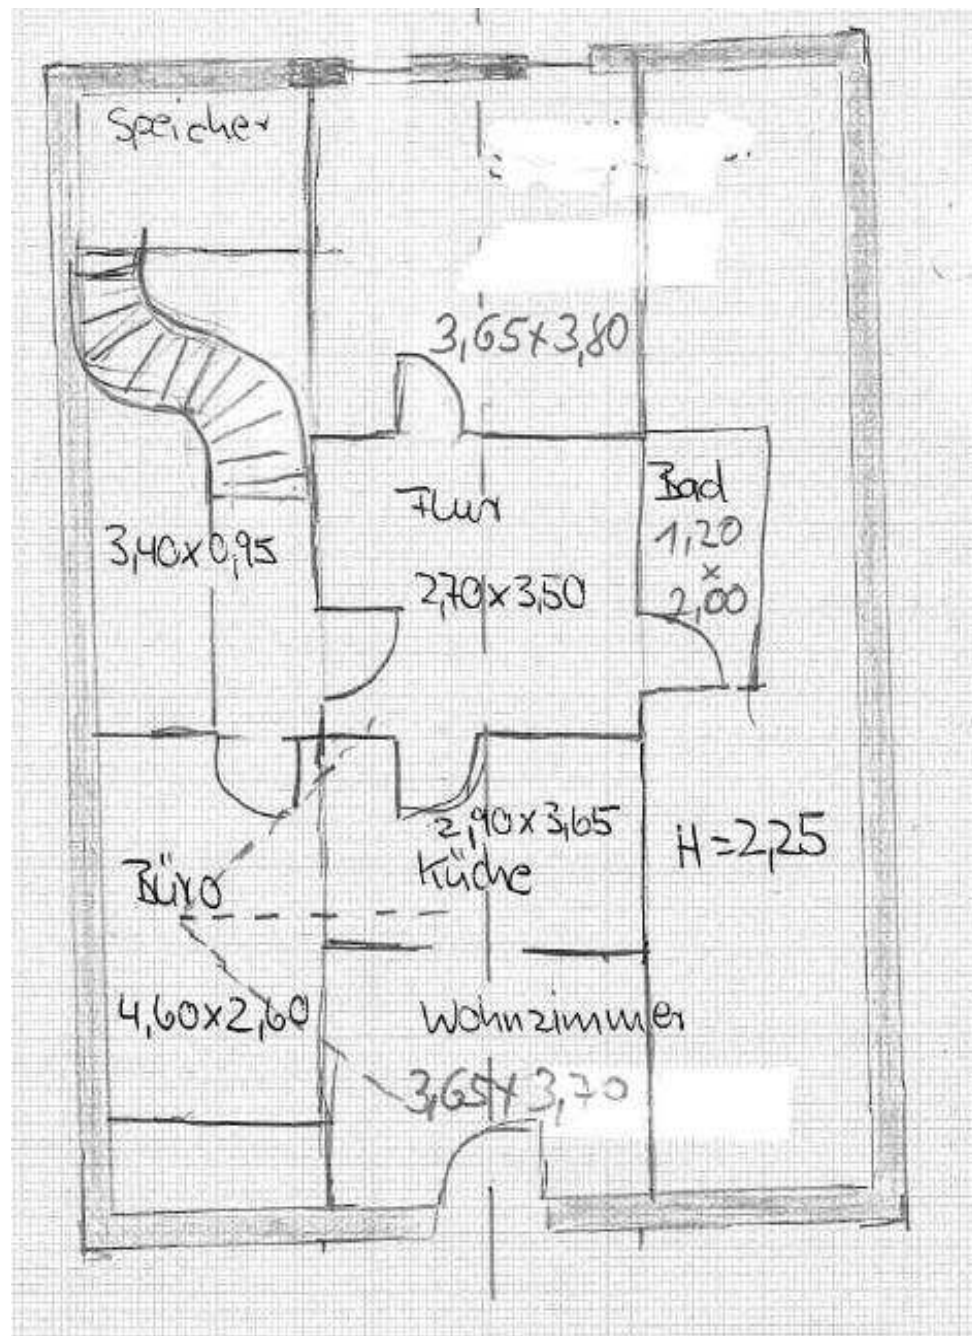 Speicher
3,65x3,80
Flur
Bad
1,20
x
2,00
3,40x0,95
2,70x3,50
2,90x3,65
Küche
H=2,25
Büro
4,60x2,60
Wohnzimmer
3,65x3,70